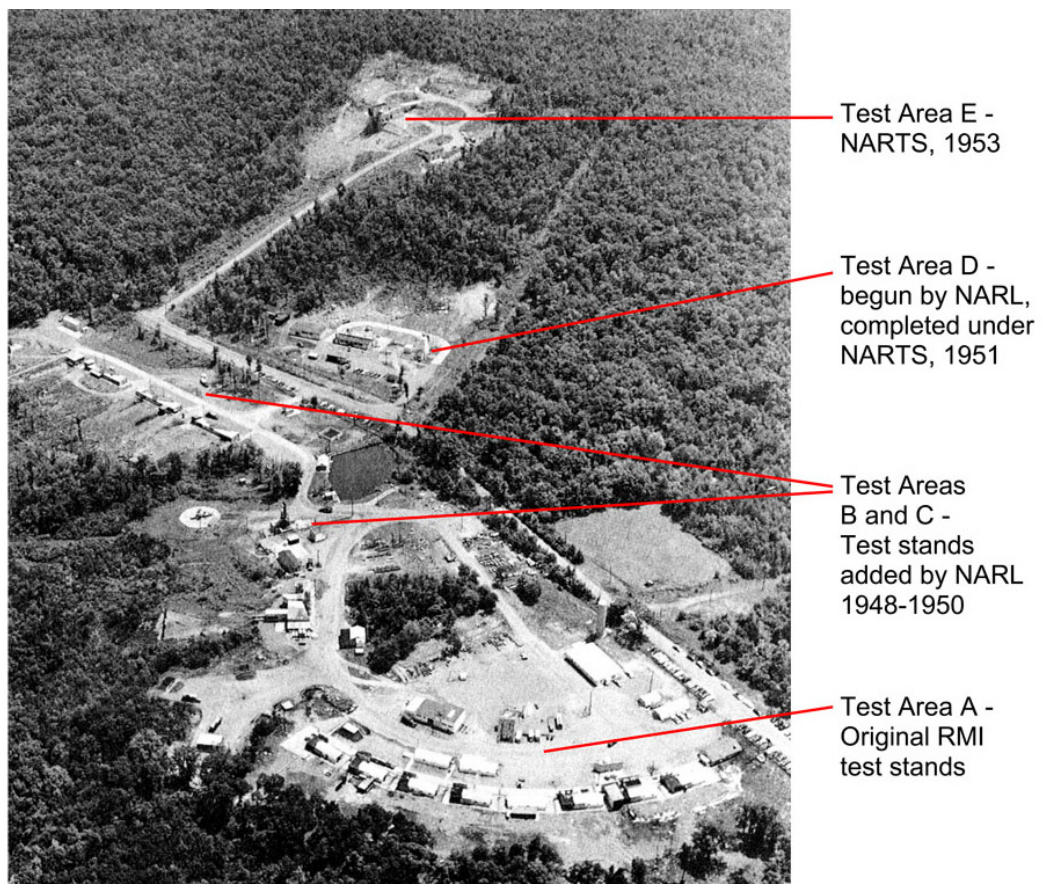 Test Area E -
NARTS, 1953
Test Area D -
begun by NARL,
completed under
NARTS, 1951
Test Areas
B and C -
Test stands
added by NARL
1948-1950
Test Area A -
Original RMI
test stands